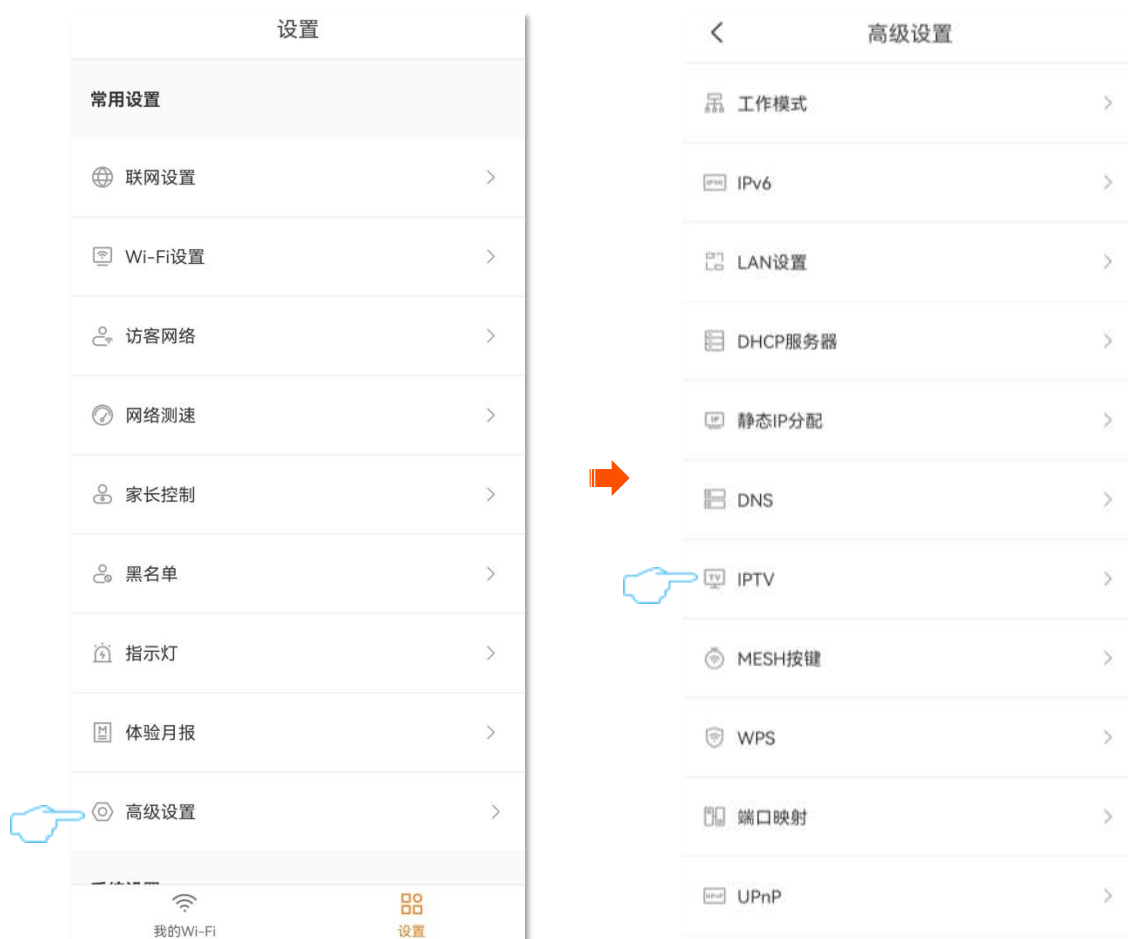 设置
常用设置
联网设置
Wi-Fi设置
访客网络
网络测速
家长控制
黑名单
指示灯
体验月报
高级设置
我的Wi-Fi
设置
高级设置
工作模式
IPv6
LAN设置
DHCP服务器
静态IP分配
DNS
IPTV
MESH按键
WPS
端口映射
UPnP